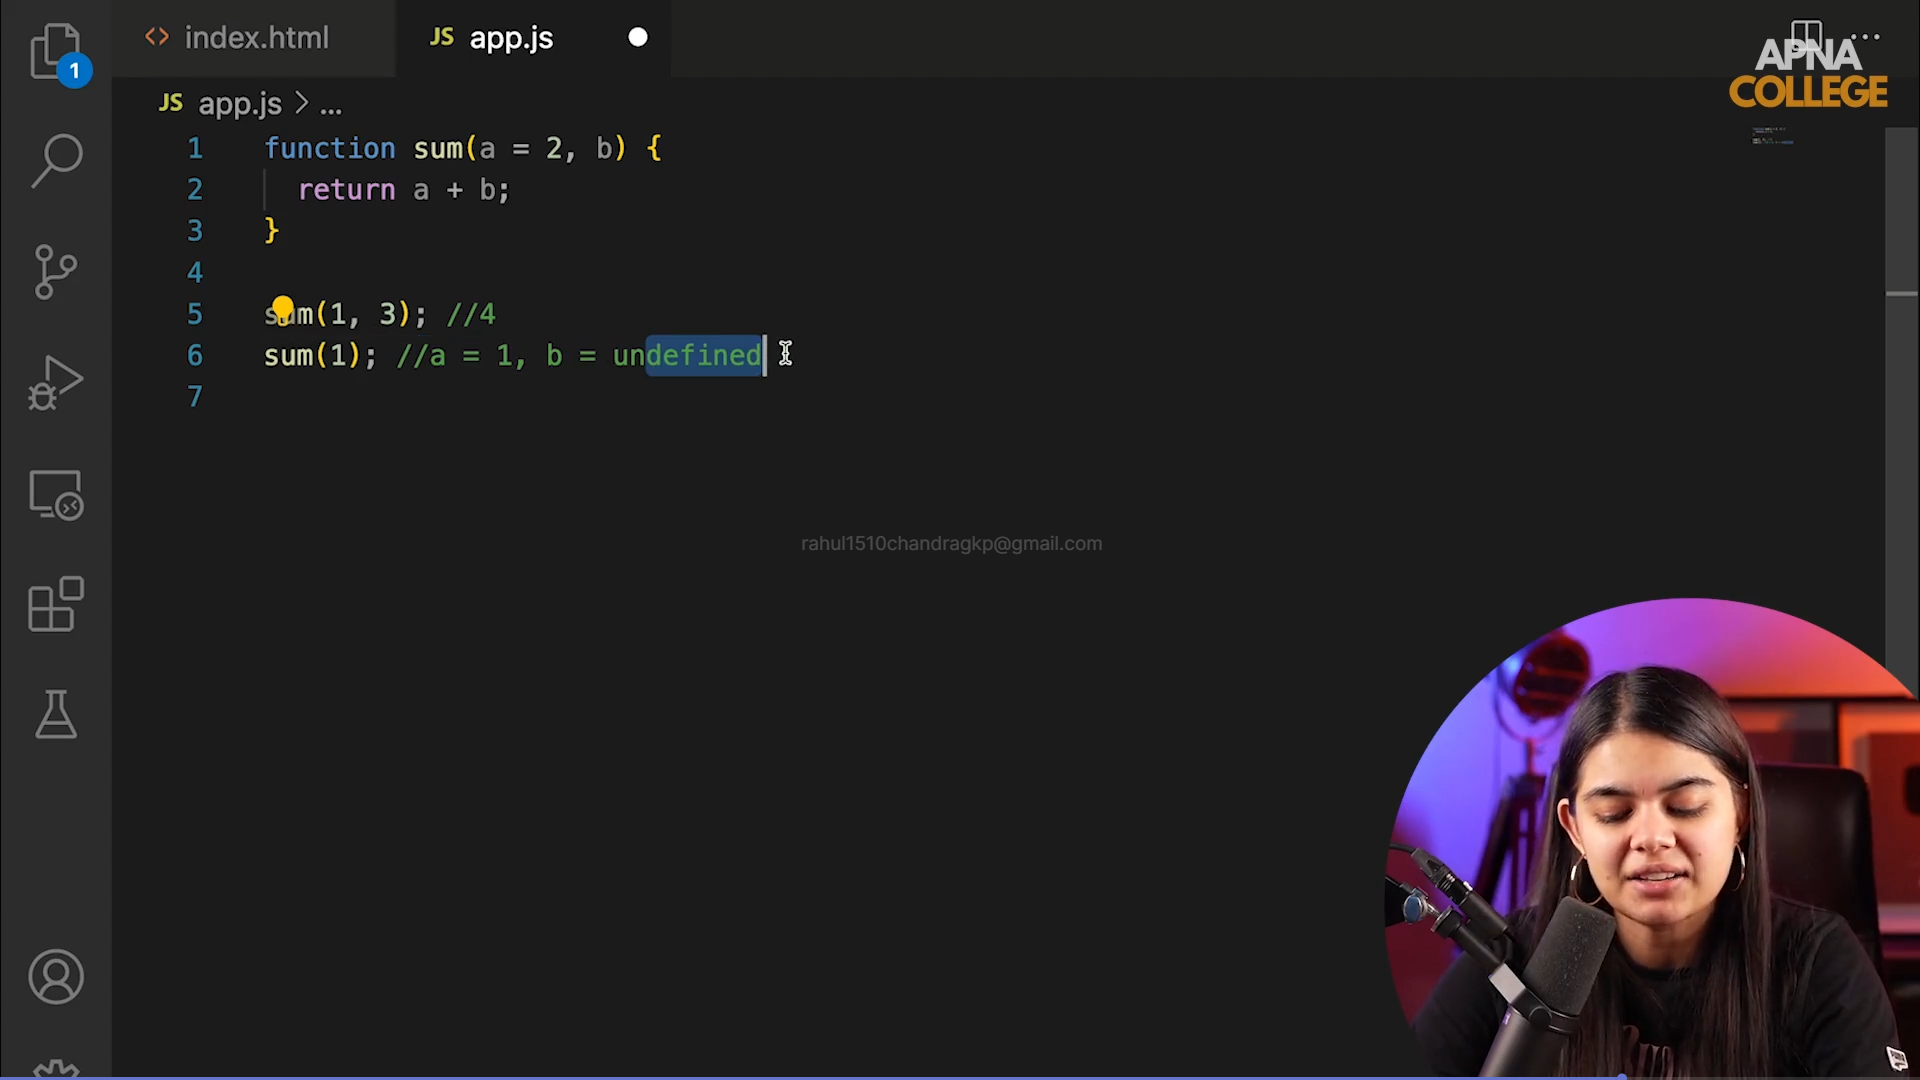 index.html
JS app.js
APNA
COLLEGE
1
JS app.js > ...
1 function sum(a = 2, b) {
2 return a + b;
3 }
4
5 sum(1, 3); //4
6 sum(1); //a = 1, b = undefined
7
rahul1510chandragkp@gmail.com